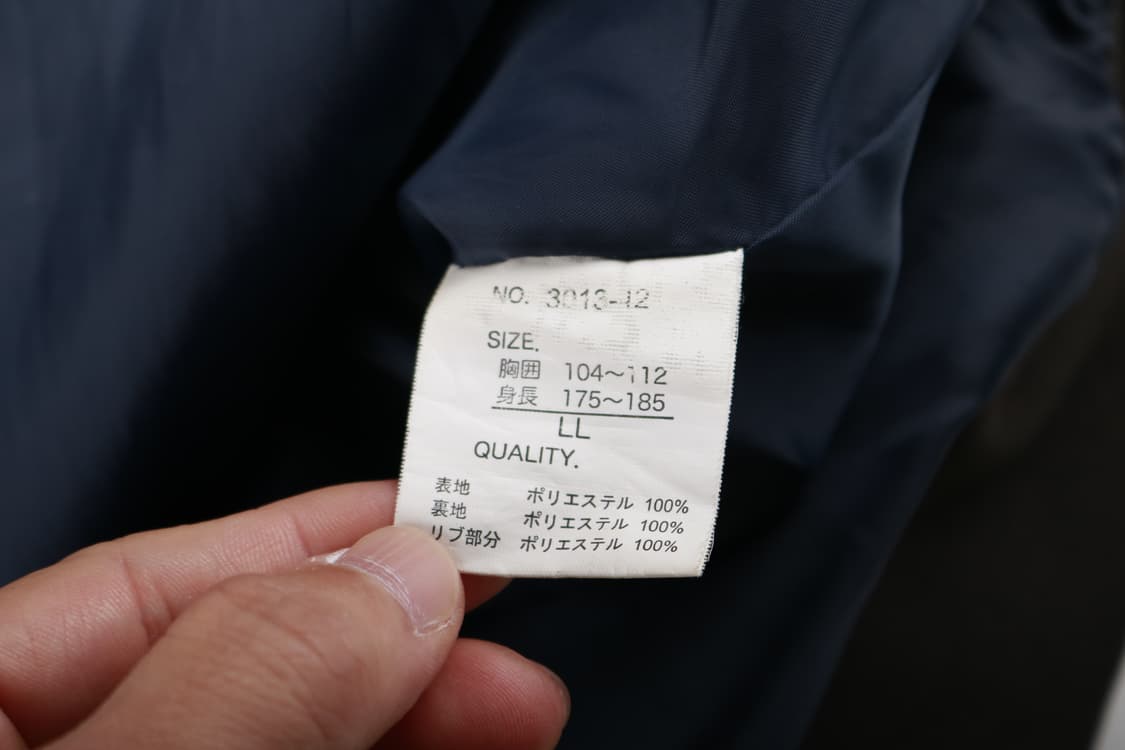 NO. 3013-42
SIZE.
胸囲 104～112
身長 175～185
LL
QUALITY.
表地 ポリエステル 100%
裏地 ポリエステル 100%
リブ部分 ポリエステル 100%